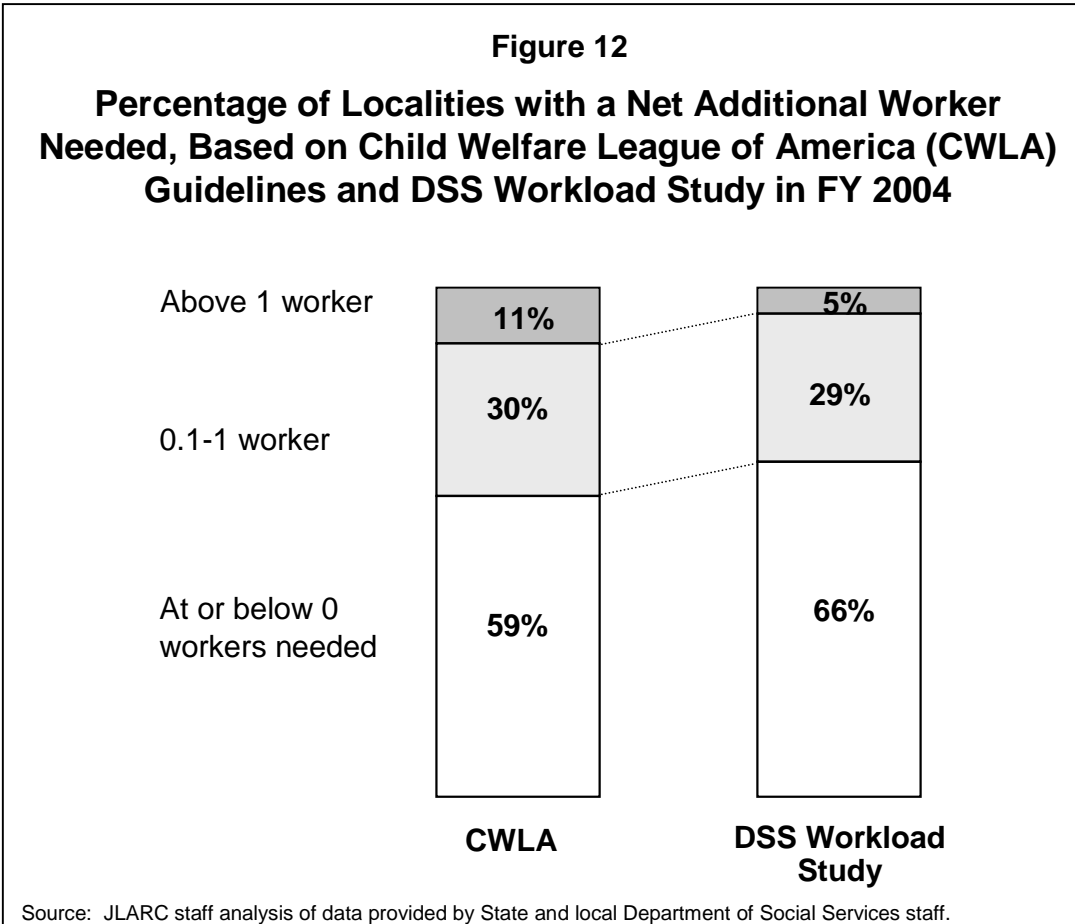 Figure 12
Percentage of Localities with a Net Additional Worker
Needed, Based on Child Welfare League of America (CWLA)
Guidelines and DSS Workload Study in FY 2004
Above 1 worker
11%
5%
0.1-1 worker
30%
29%
At or below 0
workers needed
59%
66%
CWLA
DSS Workload
Study
Source:  JLARC staff analysis of data provided by State and local Department of Social Services staff.